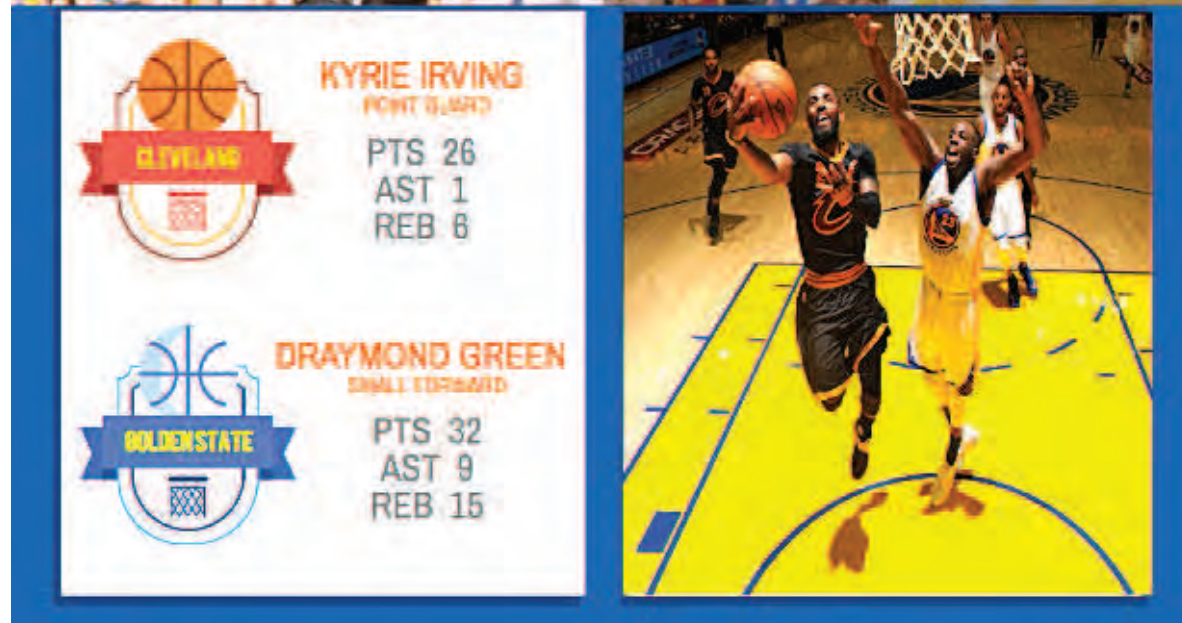 CLEVELAND
KYRIE IRVING
POINT GUARD
PTS 26
AST 1
REB 6
GOLDEN STATE
DRAYMOND GREEN
SMALL FORWARD
PTS 32
AST 9
REB 15
23